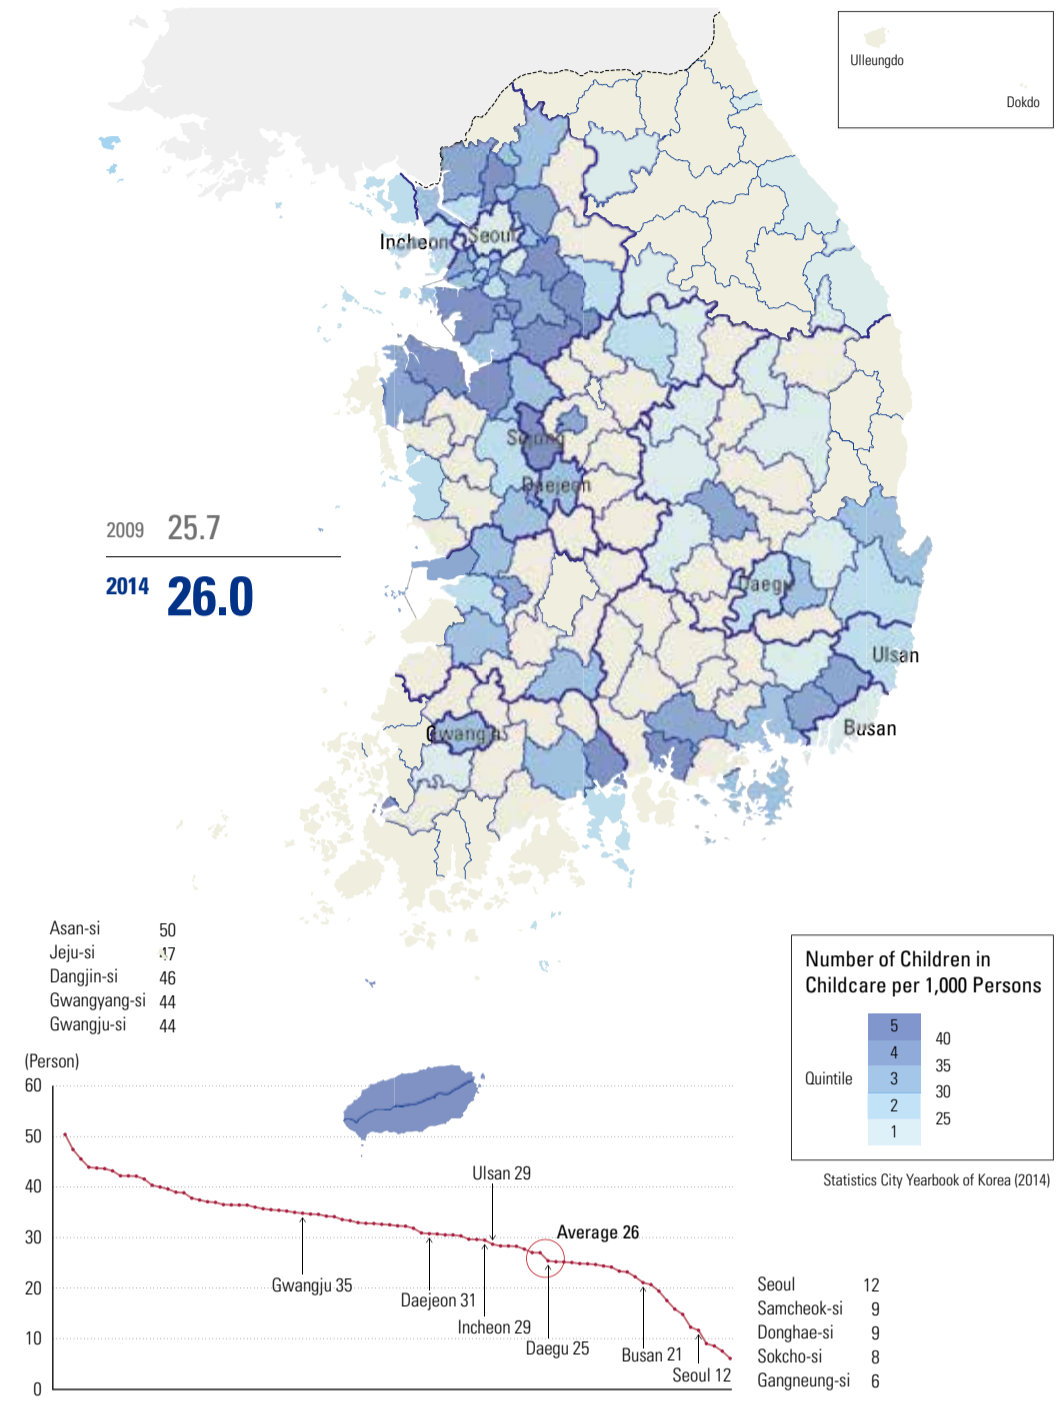 Ulleungdo
Dokdo
Incheon
Seoul
Sejong
Daejeon
2009 25.7
2014 26.0
Daegu
Ulsan
Busan
Gwangju
Asan-si 50
Jeju-si 47
Dangjin-si 46
Gwangyang-si 44
Gwangju-si 44
Number of Children in
Childcare per 1,000 Persons
Quintile
5
4
3
2
1
40
35
30
25
Statistics City Yearbook of Korea (2014)
(Person)
60
50
40
30
20
10
0
Ulsan 29
Average 26
Gwangju 35
Daejeon 31
Incheon 29
Daegu 25
Busan 21
Seoul 12
Seoul 12
Samcheok-si 9
Donghae-si 9
Sokcho-si 8
Gangneung-si 6